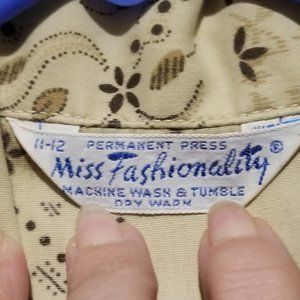 11-12
PERMANENT PRESS
Miss Fashionality ®
MACHINE WASH & TUMBLE
DRY WARM